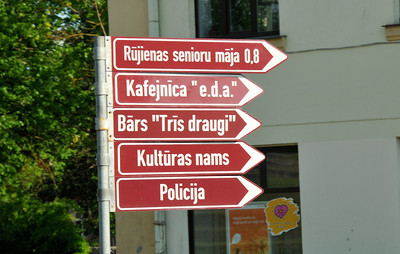 Rūjienas senioru māja 0,8
Kafejnīca "e.d.a."
Bārs "Trīs draugi"
Kultūras nams
Policija